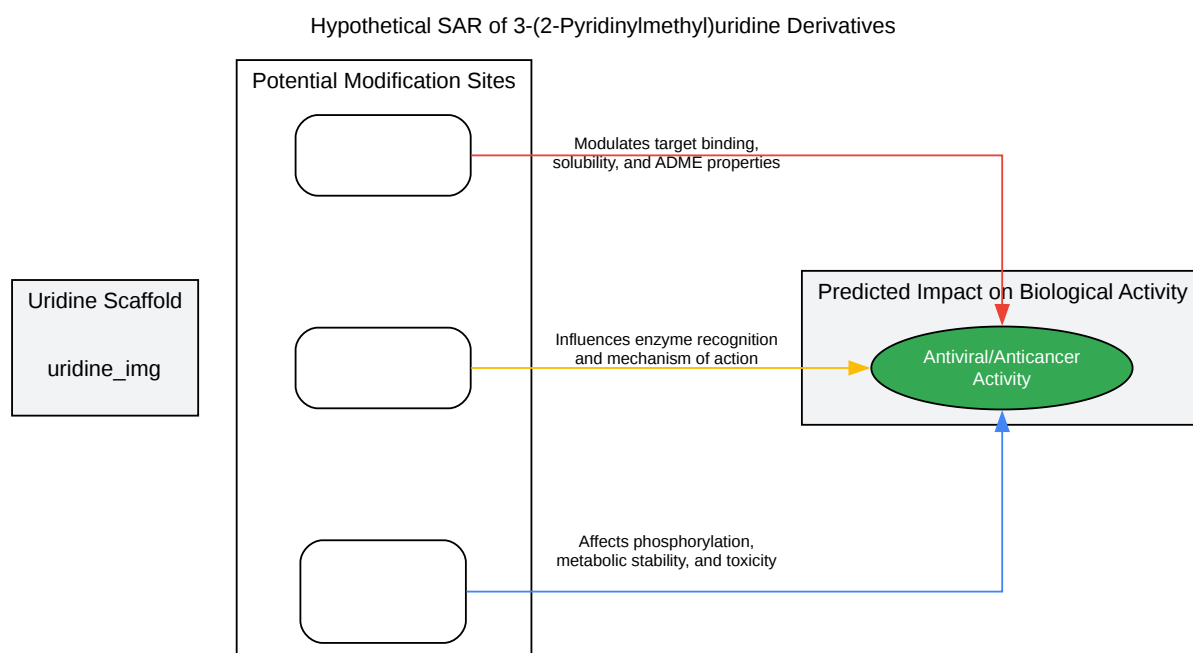 Hypothetical SAR of 3-(2-Pyridinylmethyl)uridine Derivatives
Potential Modification Sites
Modulates target binding,
solubility, and ADME properties
Uridine Scaffold
uridine_img
Influences enzyme recognition
and mechanism of action
Predicted Impact on Biological Activity
Antiviral/Anticancer
Activity
Affects phosphorylation,
metabolic stability, and toxicity